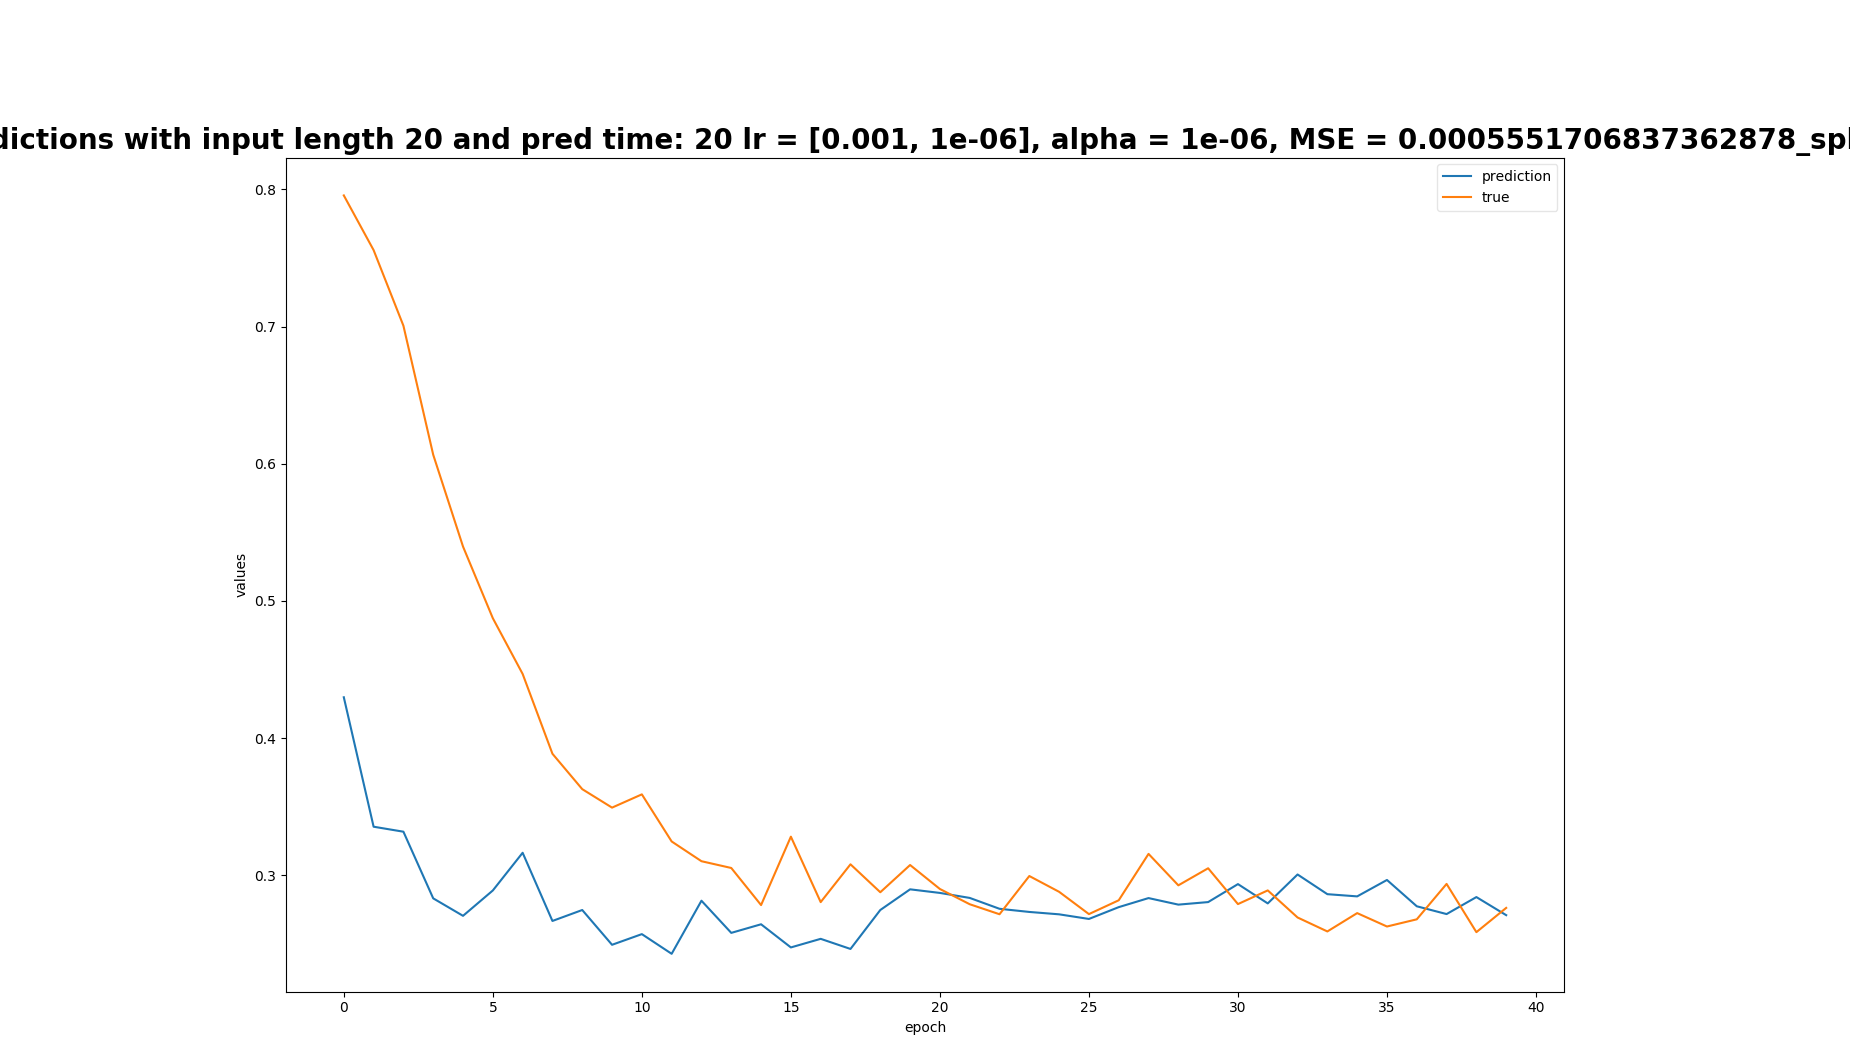 dictions with input length 20 and pred time: 20 lr = [0.001, 1e-06], alpha = 1e-06, MSE = 0.0005551706837362878_spl
prediction
true
0.8
0.7
0.6
0.5
0.4
0.3
values
0 5 10 15 20 25 30 35 40
epoch